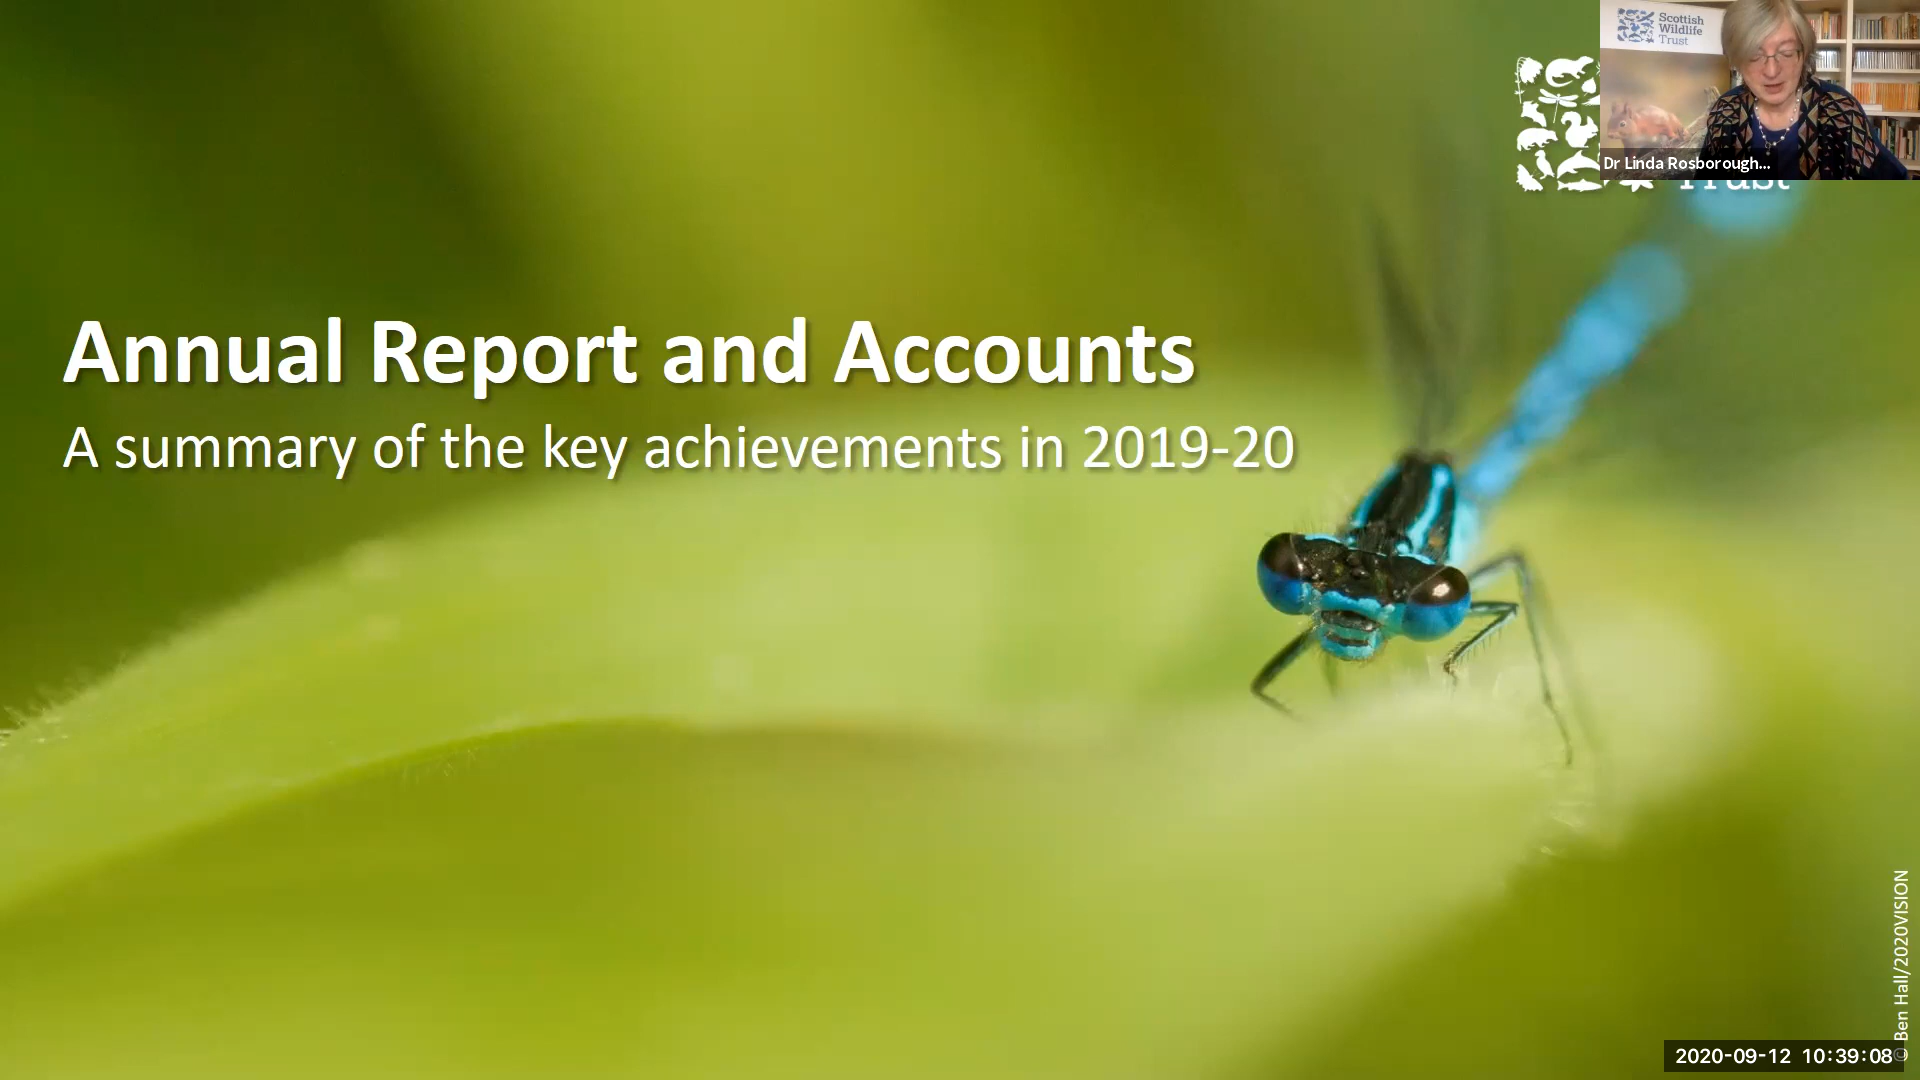 Scottish
Wildlife
Trust
Dr Linda Rosborough...
Trust
Annual Report and Accounts
A summary of the key achievements in 2019-20
© Ben Hall/2020VISION
2020-09-12 10:39:08